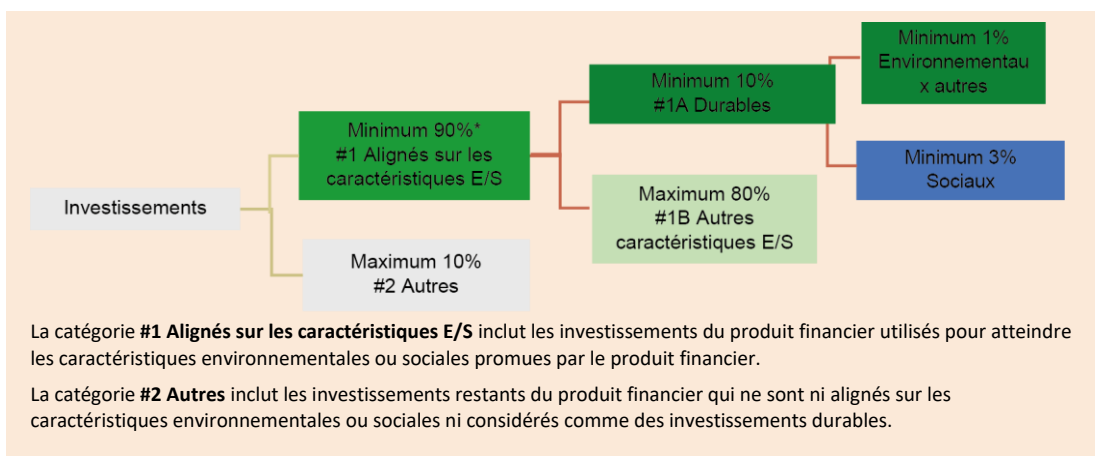 Minimum 1%
Environnementau
x autres
Minimum 10%
#1A Durables
Minimum 90%*
#1 Alignés sur les
caractéristiques E/S
Minimum 3%
Sociaux
Investissements
Maximum 80%
#1B Autres
caractéristiques E/S
Maximum 10%
#2 Autres
La catégorie #1 Alignés sur les caractéristiques E/S inclut les investissements du produit financier utilisés pour atteindre
les caractéristiques environnementales ou sociales promues par le produit financier.
La catégorie #2 Autres inclut les investissements restants du produit financier qui ne sont ni alignés sur les
caractéristiques environnementales ou sociales ni considérés comme des investissements durables.